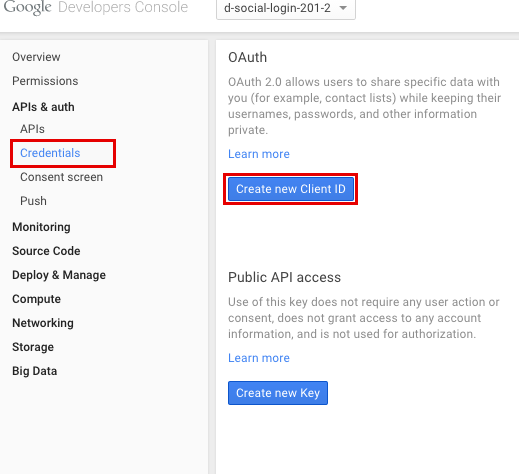 Google Developers Console
d-social-login-201-2
Overview
Permissions
APIs & auth
APIs
Credentials
Consent screen
Push
Monitoring
Source Code
Deploy & Manage
Compute
Networking
Storage
Big Data
OAuth
OAuth 2.0 allows users to share specific data with
you (for example, contact lists) while keeping their
usernames, passwords, and other information
private.
Learn more
Create new Client ID
Public API access
Use of this key does not require any user action or
consent, does not grant access to any account
information, and is not used for authorization.
Learn more
Create new Key